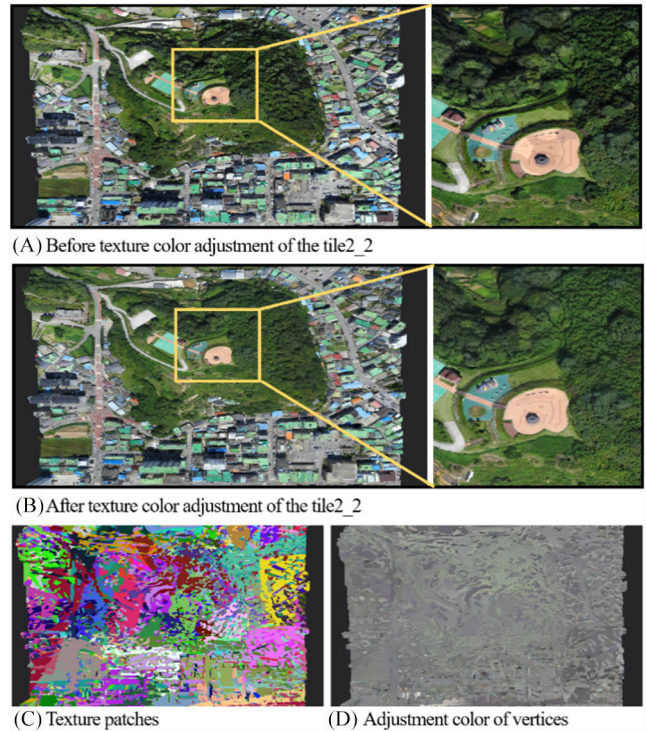 (A) Before texture color adjustment of the tile2_2
(B) After texture color adjustment of the tile2_2
(C) Texture patches
(D) Adjustment color of vertices